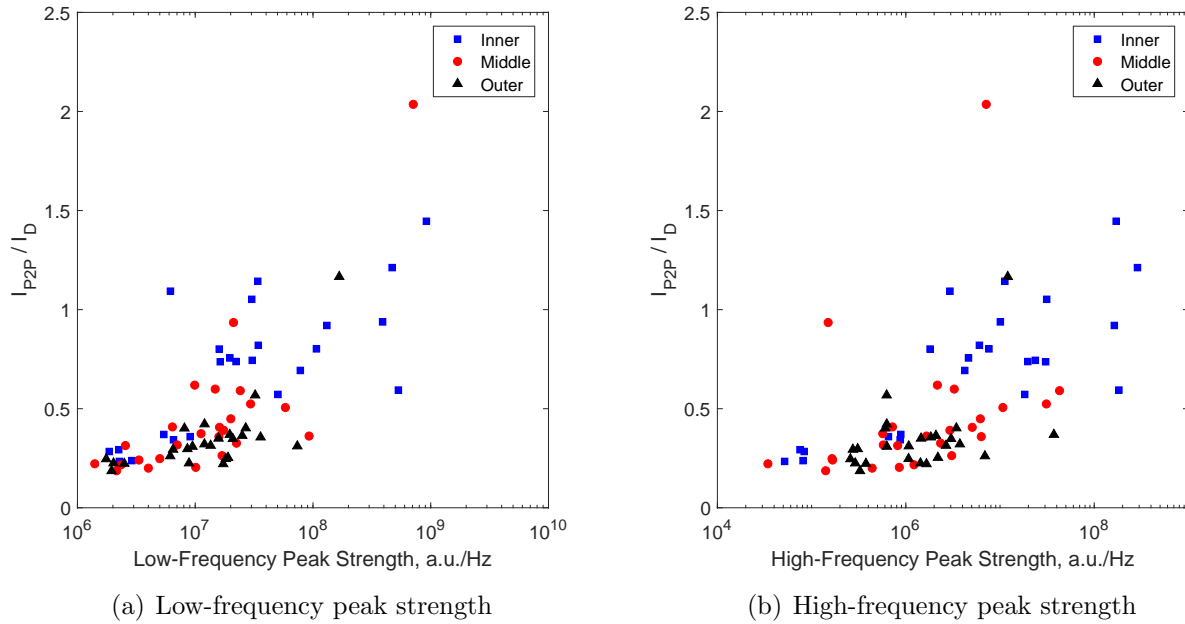 2.5
2
1.5
1
0.5
0
I_P2P / I_D
Inner
Middle
Outer
10^6
10^7
10^8
10^9
10^10
Low-Frequency Peak Strength, a.u./Hz
(a) Low-frequency peak strength
2.5
2
1.5
1
0.5
0
I_P2P / I_D
Inner
Middle
Outer
10^4
10^6
10^8
High-Frequency Peak Strength, a.u./Hz
(b) High-frequency peak strength